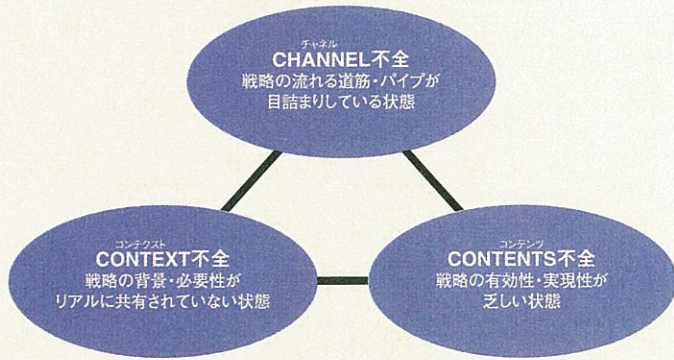 チャネル
CHANNEL不全
戦略の流れる道筋・パイプが
目詰まりしている状態
コンテクスト
CONTEXT不全
戦略の背景・必要性が
リアルに共有されていない状態
コンテンツ
CONTENTS不全
戦略の有効性・実現性が
乏しい状態